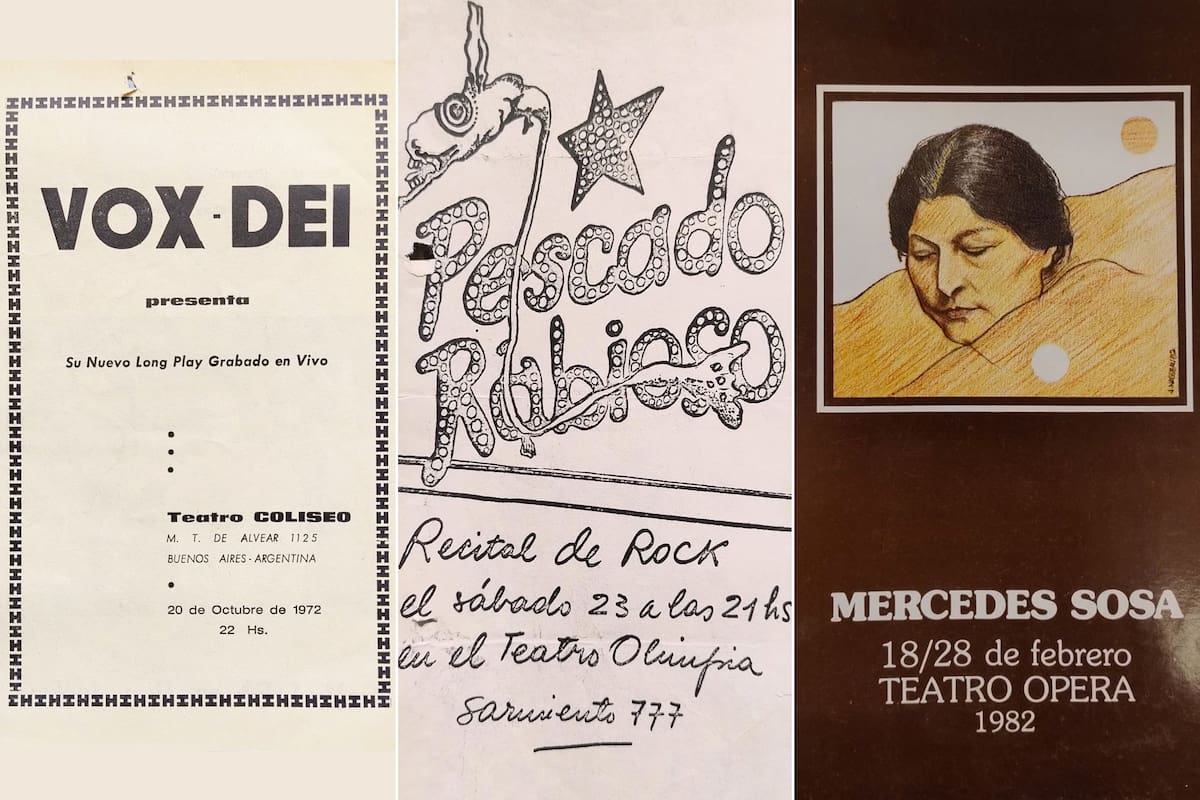 VOX-DEI
presenta
Su Nuevo Long Play Grabado en Vivo
Teatro COLISEO
M. T. DE ALVEAR 1125
BUENOS AIRES-ARGENTINA
20 de Octubre de 1972
22 Hs.
Pescado
Rabioso
Recital de ROCK
el sábado 23 a las 21 hs
en el Teatro Olimpia
Sarmiento 777
MERCEDES SOSA
18/28 de febrero
TEATRO OPERA
1982